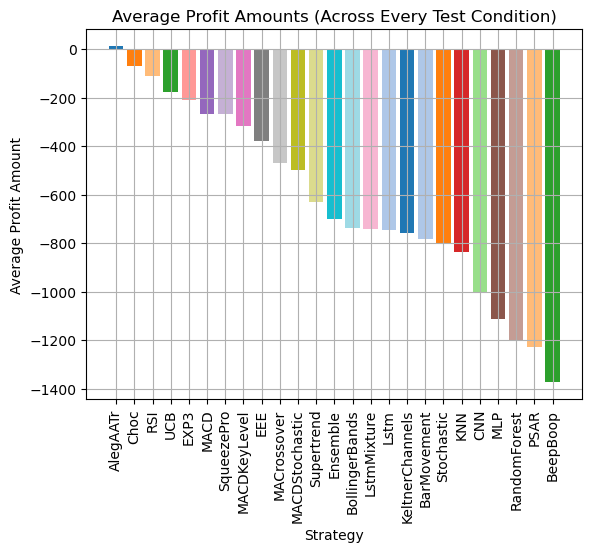 Average Profit Amounts (Across Every Test Condition)
Average Profit Amount
0
−200
−400
−600
−800
−1000
−1200
−1400
AlegAATr
Choc
RSI
UCB
EXP3
MACD
SqueezePro
MACDKeyLevel
EEE
MACrossover
MACDStochastic
Supertrend
Ensemble
BollingerBands
LstmMixture
Lstm
KeltnerChannels
BarMovement
Stochastic
KNN
CNN
MLP
RandomForest
PSAR
BeepBoop
Strategy